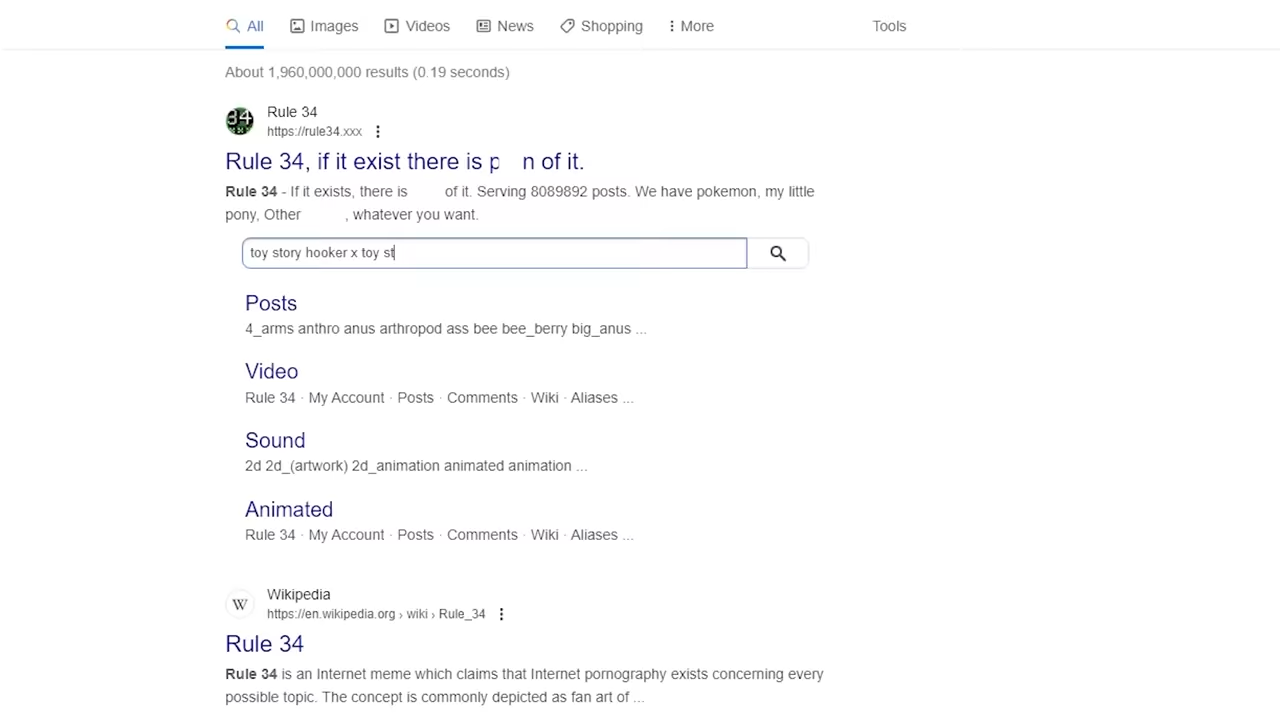 All Images Videos News Shopping More Tools
About 1,960,000,000 results (0.19 seconds)
34
Rule 34
https://rule34.xxx
Rule 34, if it exist there is p n of it.
Rule 34 - If it exists, there is of it. Serving 8089892 posts. We have pokemon, my little
pony, Other , whatever you want.
toy story hooker x toy st
Posts
4_arms anthro anus arthropod ass bee bee_berry big_anus ...
Video
Rule 34 · My Account · Posts · Comments · Wiki · Aliases ...
Sound
2d 2d_(artwork) 2d_animation animated animation ...
Animated
Rule 34 · My Account · Posts · Comments · Wiki · Aliases ...
W
Wikipedia
https://en.wikipedia.org › wiki › Rule_34
Rule 34
Rule 34 is an Internet meme which claims that Internet pornography exists concerning every
possible topic. The concept is commonly depicted as fan art of ...